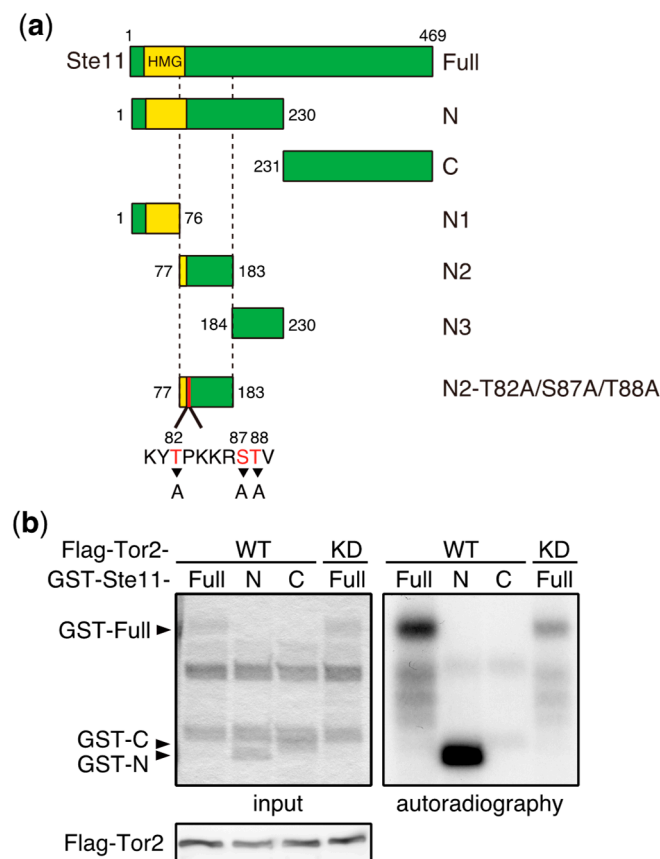 (a)
1 469
Ste11 HMG Full
1 230 N
231 C
1 76 N1
77 183 N2
184 230 N3
77 183 N2-T82A/S87A/T88A
82 87 88
KYTPKKRSTV
A A A
(b)
Flag-Tor2- WT KD WT KD
GST-Ste11- Full N C Full Full N C Full
GST-Full
GST-C
GST-N
input autoradiography
Flag-Tor2